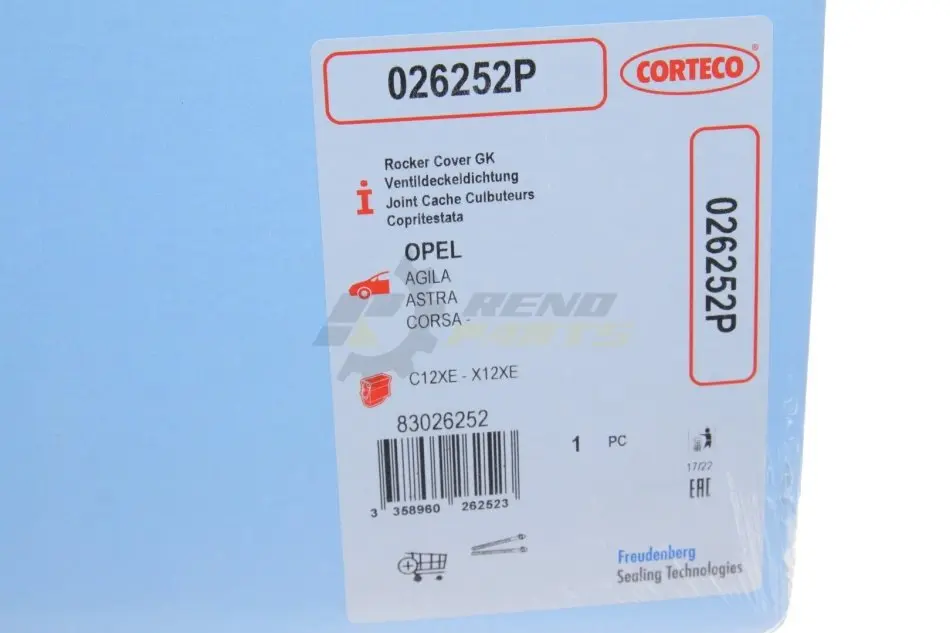 026252P
CORTECO®
026252P
Rocker Cover GK
Ventildeckeldichtung
Joint Cache Culbuteurs
Copritestata
OPEL
AGILA
ASTRA
CORSA -
RENO
PARTS
C12XE - X12XE
83026252
1 PC
3 358960 262523
17/22
EAC
Freudenberg
Sealing Technologies